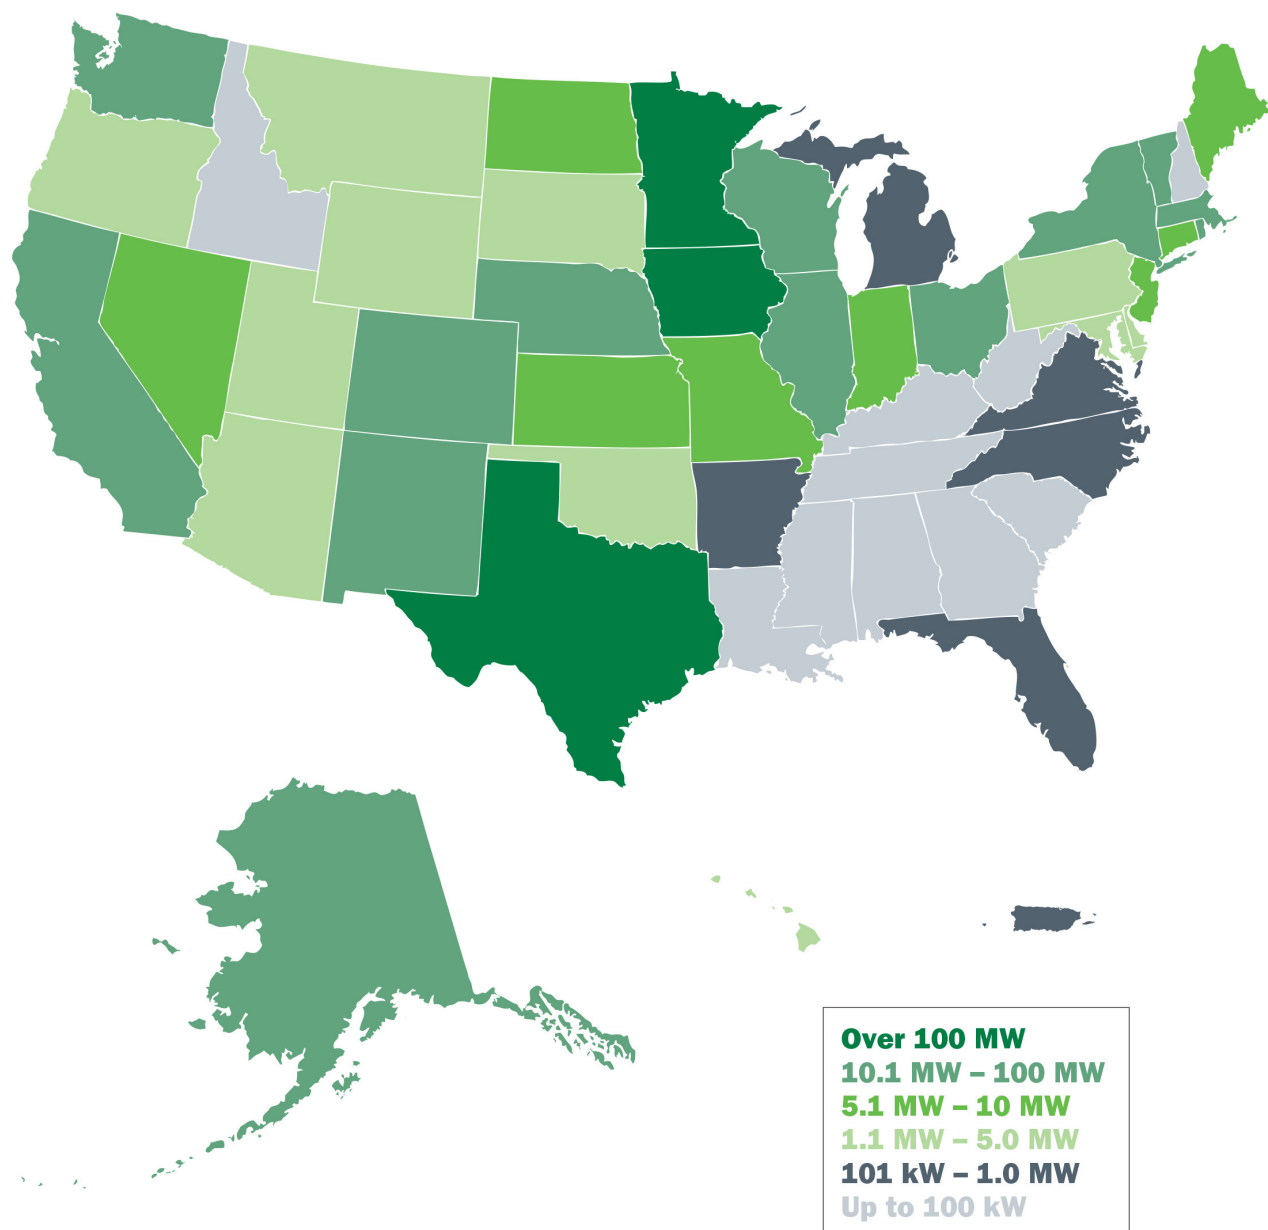 Over 100 MW
10.1 MW – 100 MW
5.1 MW – 10 MW
1.1 MW – 5.0 MW
101 kW – 1.0 MW
Up to 100 kW